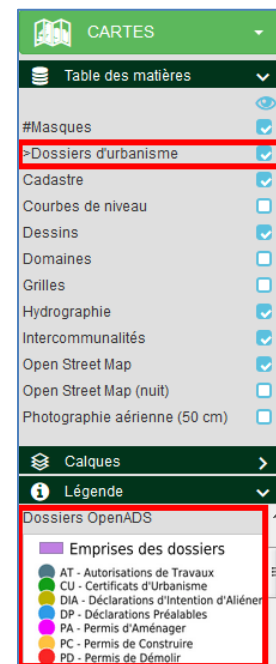 CARTES
Table des matières
#Masques
>Dossiers d'urbanisme
Cadastre
Courbes de niveau
Dessins
Domaines
Grilles
Hydrographie
Intercommunalités
Open Street Map
Open Street Map (nuit)
Photographie aérienne (50 cm)
Calques
Légende
Dossiers OpenADS
Emprises des dossiers
AT - Autorisations de Travaux
CU - Certificats d'Urbanisme
DIA - Déclarations d'Intention d'Aliéner
DP - Déclarations Préalables
PA - Permis d'Aménager
PC - Permis de Construire
PD - Permis de Démolir